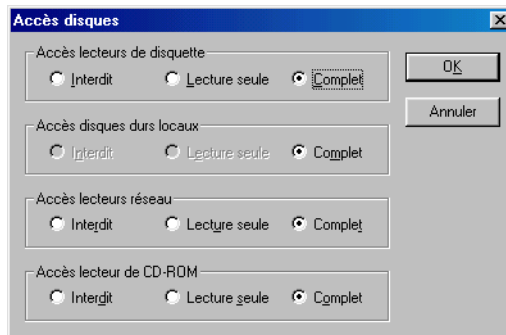 Accès disques
Accès lecteurs de disquette
Interdit Lecture seule Complet
OK
Annuler
Accès disques durs locaux
Interdit Lecture seule Complet
Accès lecteurs réseau
Interdit Lecture seule Complet
Accès lecteur de CD-ROM
Interdit Lecture seule Complet